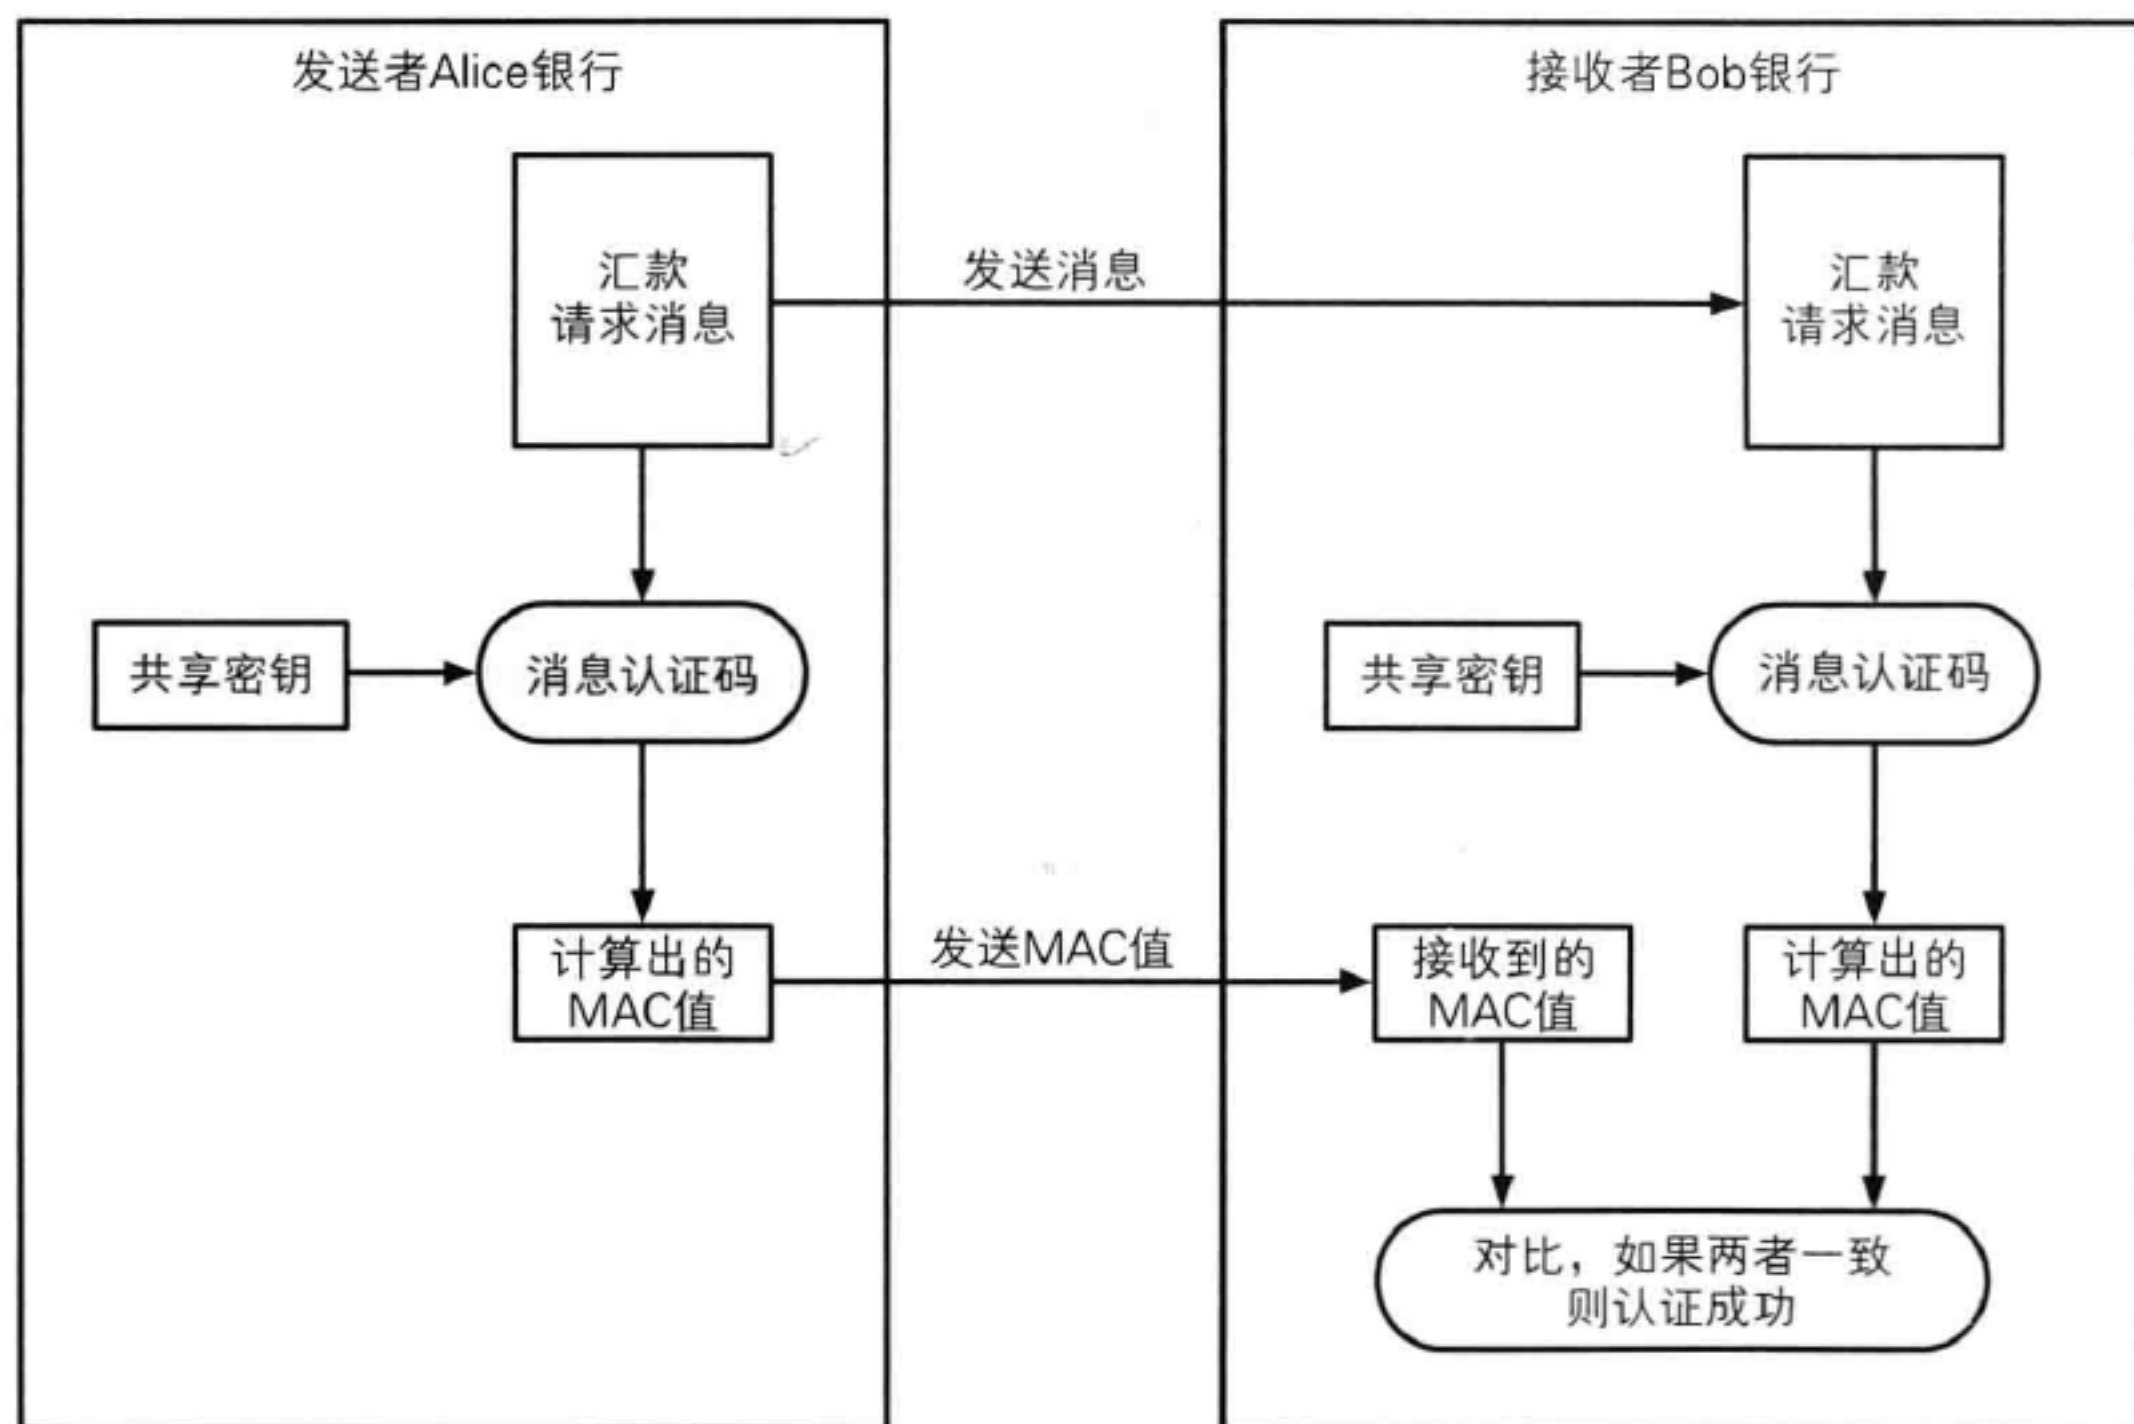 发送者Alice银行
接收者Bob银行
汇款
请求消息
发送消息
汇款
请求消息
共享密钥
消息认证码
共享密钥
消息认证码
计算出的
MAC值
发送MAC值
接收到的
MAC值
计算出的
MAC值
对比，如果两者一致
则认证成功